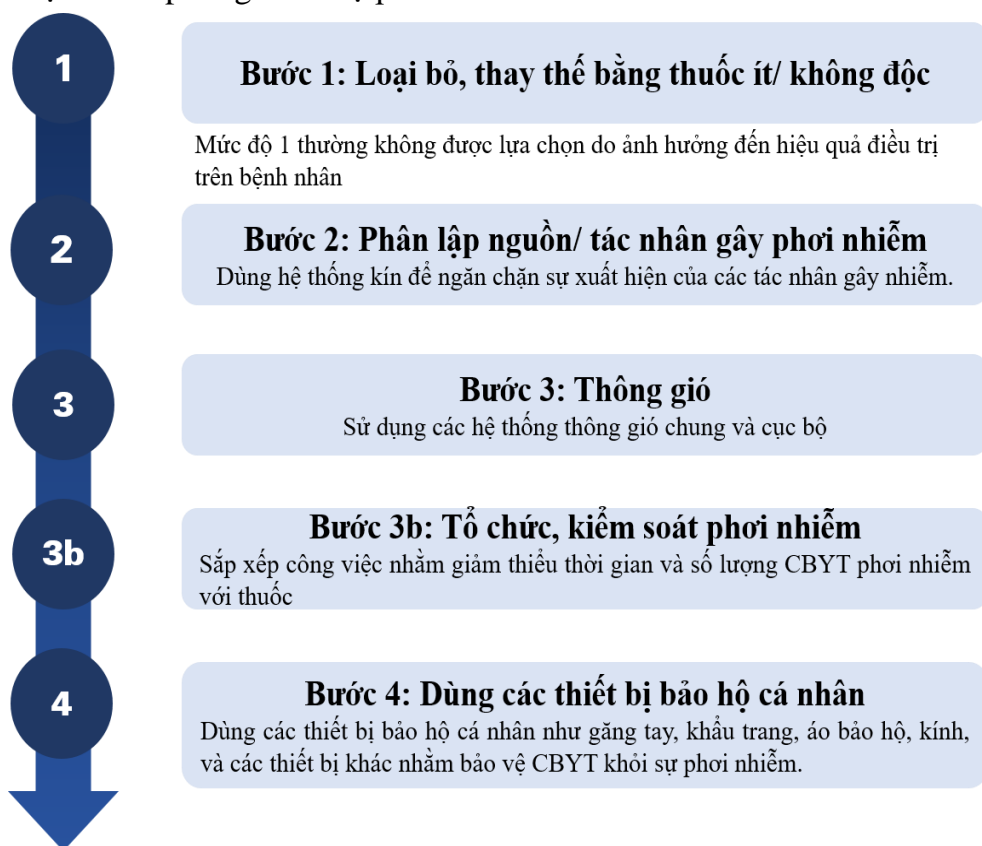 1
Bước 1: Loại bỏ, thay thế bằng thuốc ít/ không độc
Mức độ 1 thường không được lựa chọn do ảnh hưởng đến hiệu quả điều trị
trên bệnh nhân
2
Bước 2: Phân lập nguồn/ tác nhân gây phơi nhiễm
Dùng hệ thống kín để ngăn chặn sự xuất hiện của các tác nhân gây nhiễm.
3
Bước 3: Thông gió
Sử dụng các hệ thống thông gió chung và cục bộ
3b
Bước 3b: Tổ chức, kiểm soát phơi nhiễm
Sắp xếp công việc nhằm giảm thiểu thời gian và số lượng CBYT phơi nhiễm
với thuốc
4
Bước 4: Dùng các thiết bị bảo hộ cá nhân
Dùng các thiết bị bảo hộ cá nhân như găng tay, khẩu trang, áo bảo hộ, kính,
và các thiết bị khác nhằm bảo vệ CBYT khỏi sự phơi nhiễm.